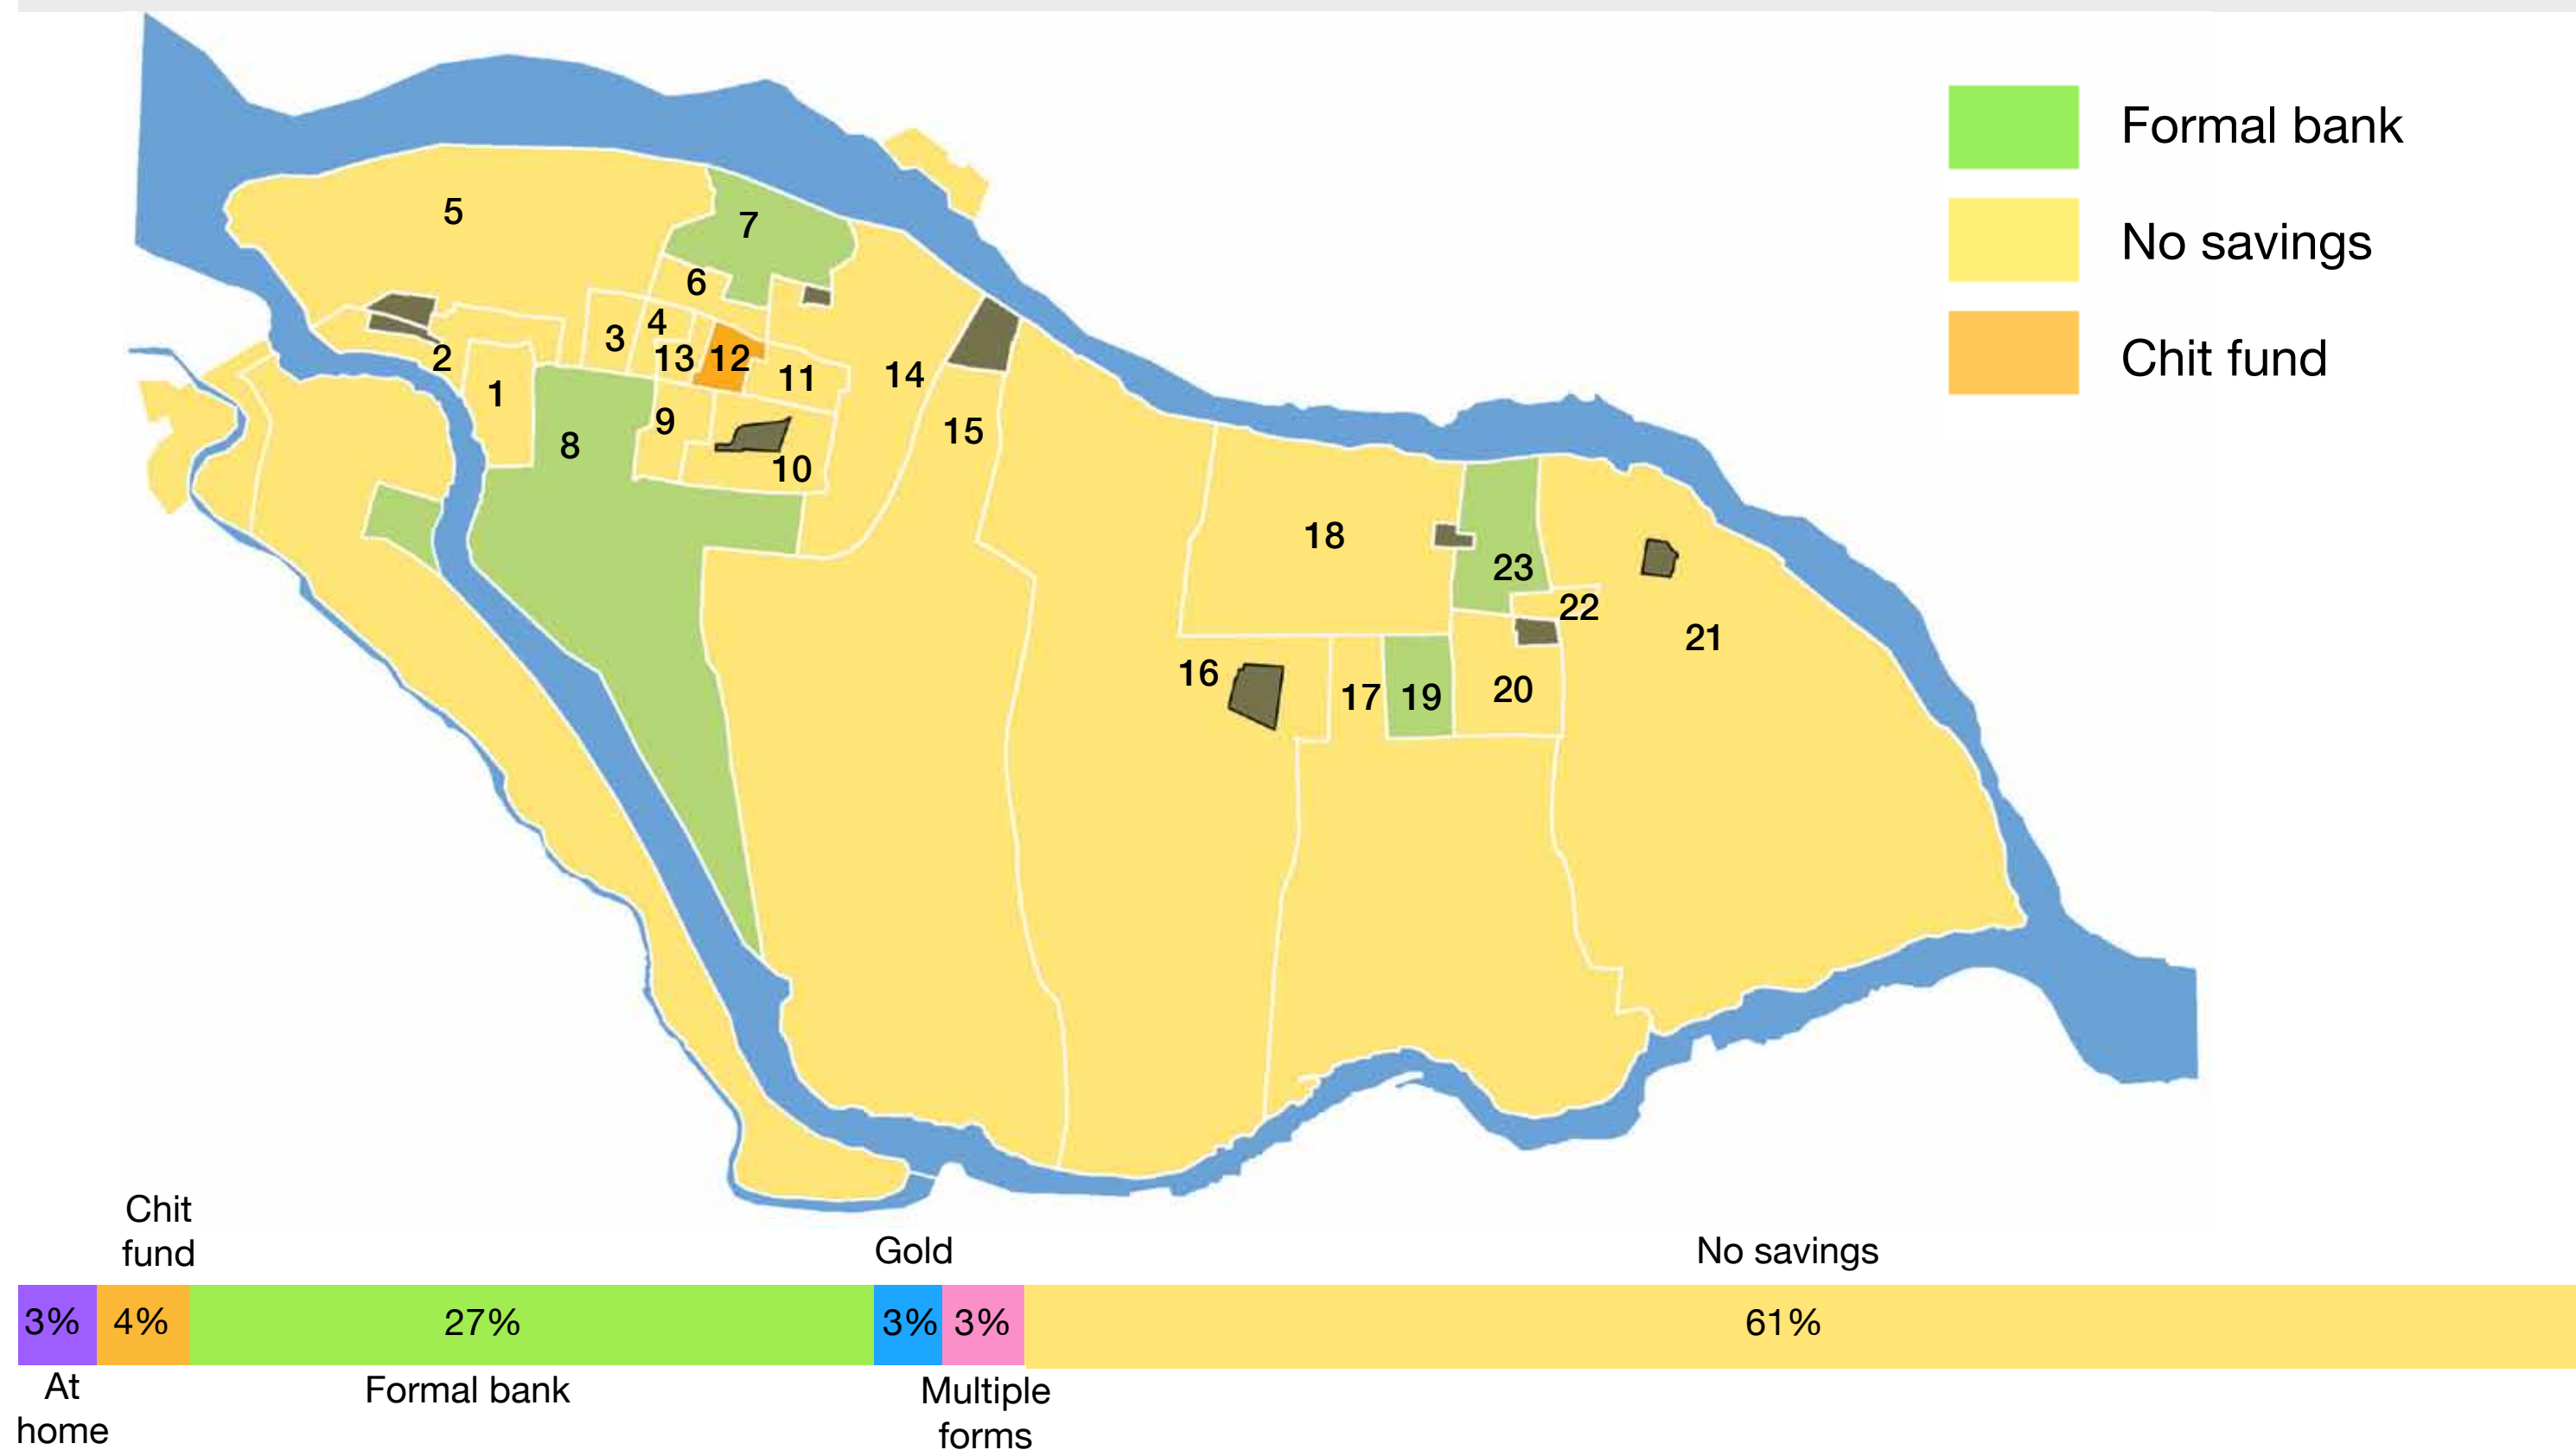 Formal bank
No savings
Chit fund
5
7
6
4
3
13
12
2
1
11
14
9
8
10
15
18
23
22
21
16
17
19
20
Chit
fund
Gold
No savings
3%
4%
27%
3%
3%
61%
At
home
Formal bank
Multiple
forms